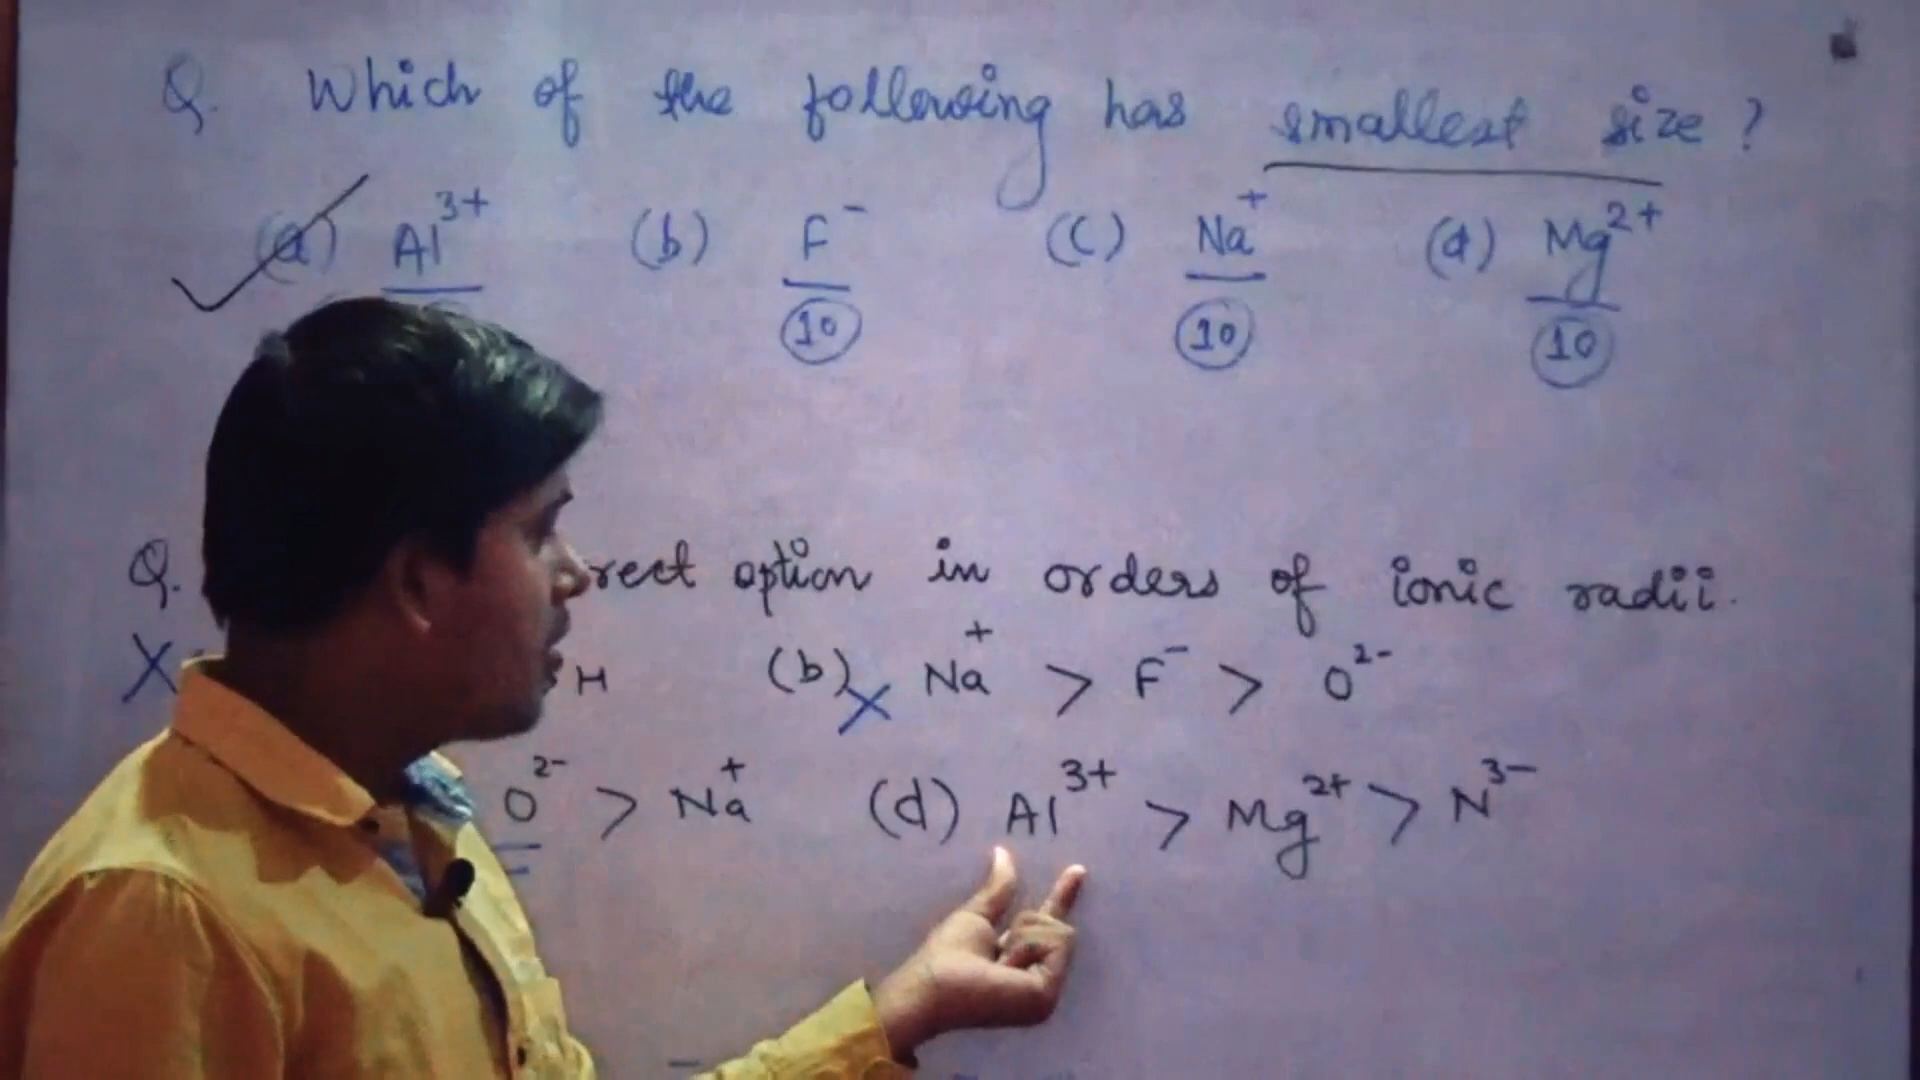 Q. Which of the following has smallest size ?
(a) Al³⁺ (b) F⁻ (c) Na⁺ (d) Mg²⁺
10 10 10
Q. rect option in orders of ionic radii.
X H (b) X Na⁺ > F⁻ > O²⁻
O²⁻ > Na⁺ (d) Al³⁺ > Mg²⁺ > N³⁻